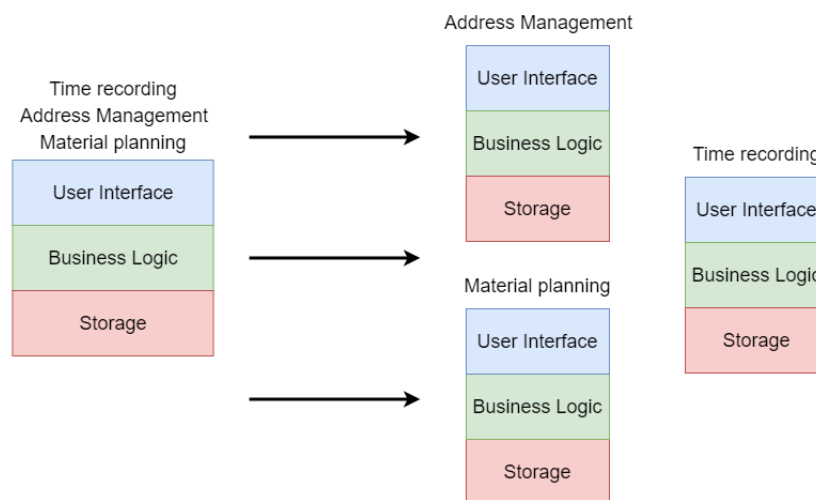 Time recording
Address Management
Material planning
User Interface
Business Logic
Storage
Address Management
User Interface
Business Logic
Storage
Material planning
User Interface
Business Logic
Storage
Time recording
User Interface
Business Logic
Storage